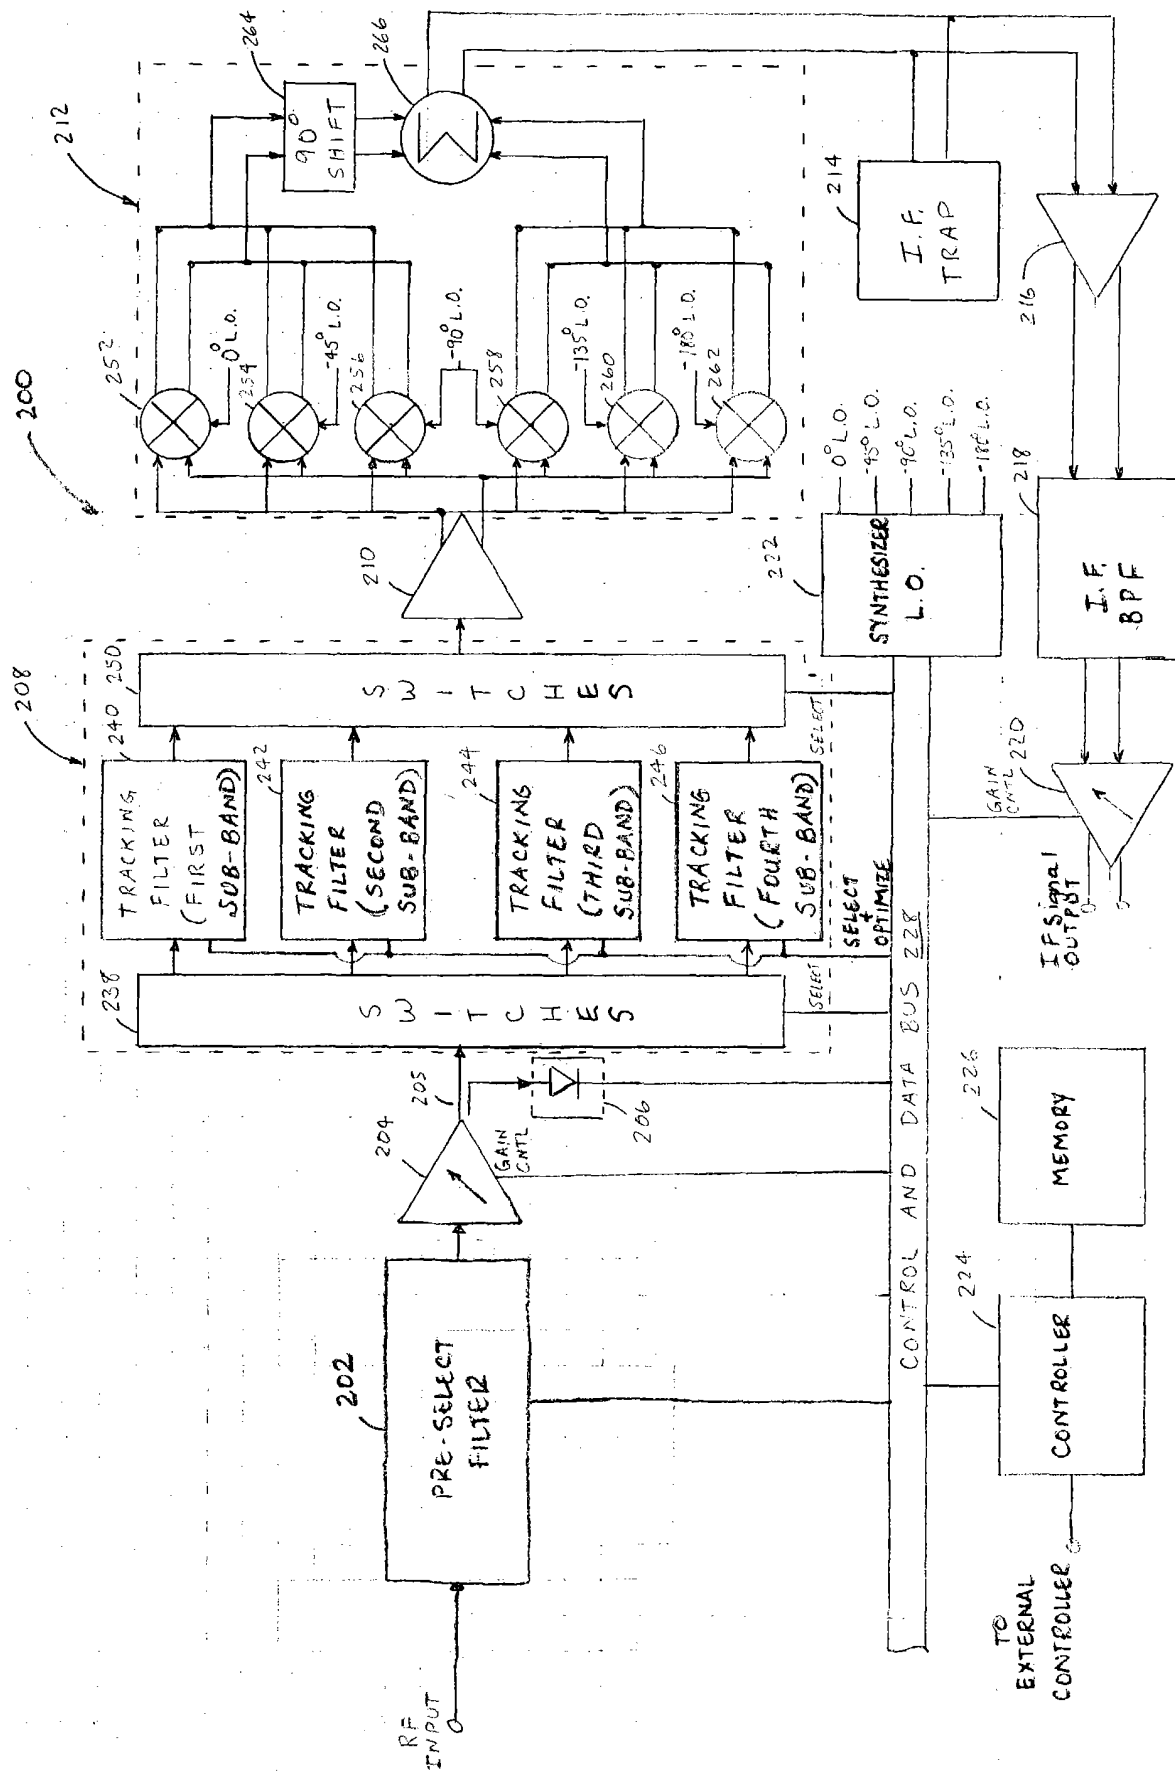 200
RF
INPUT
202
PRE-SELECT
FILTER
204
GAIN
CNTL
205
206
208
238
SWITCHES
240
TRACKING
FILTER
(FIRST
SUB-BAND)
242
TRACKING
FILTER
(SECOND
SUB-BAND)
244
TRACKING
FILTER
(THIRD
SUB-BAND)
246
TRACKING
FILTER
(FOURTH
SUB-BAND)
250
SWITCHES
SELECT
SELECT
+
OPTIMIZE
SELECT
210
212
252
0° L.O.
254
-45° L.O.
256
-90° L.O.
258
-135° L.O.
260
-180° L.O.
262
264
90°
SHIFT
266
Σ
214
I.F.
TRAP
216
218
I.F.
BPF
220
GAIN
CNTL
IF Signal
OUTPUT
222
SYNTHESIZER
L.O.
0° L.O.
-45° L.O.
-90° L.O.
-135° L.O.
-180° L.O.
CONTROL AND DATA BUS 228
224
CONTROLLER
226
MEMORY
TO
EXTERNAL
CONTROLLER